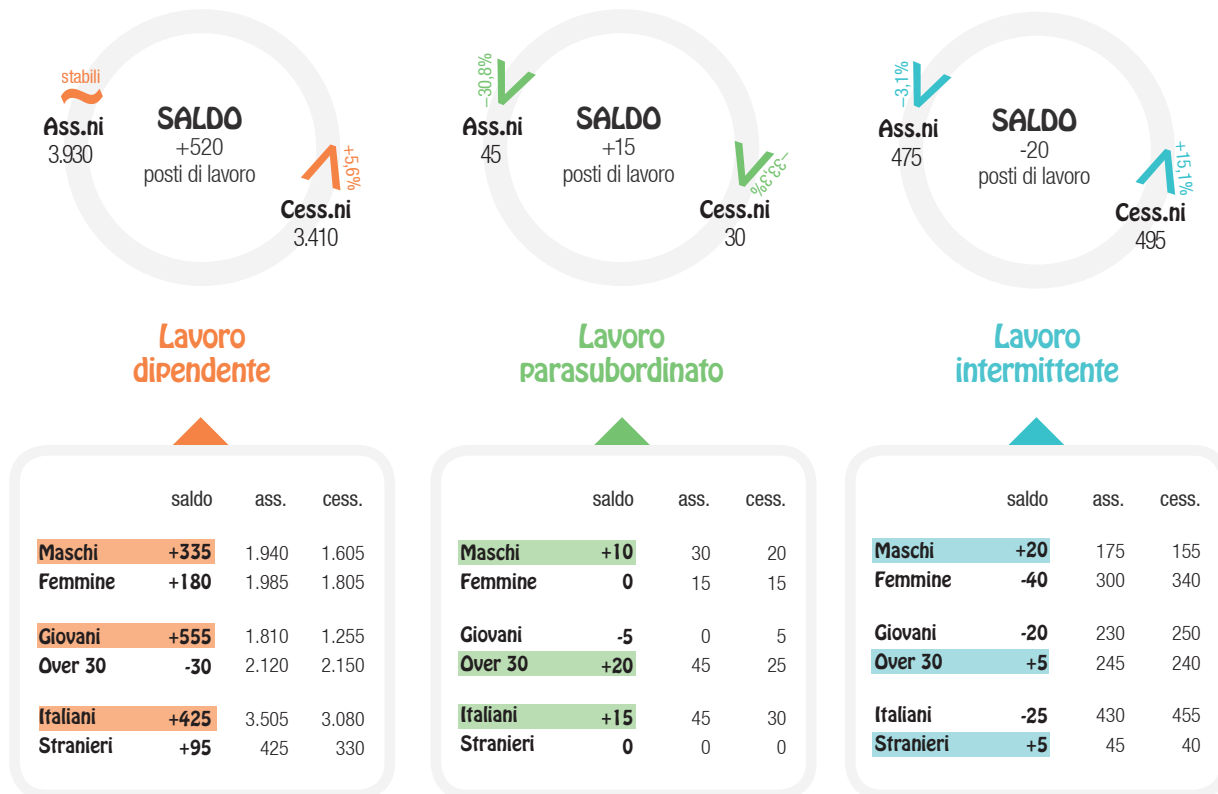 stabili
Ass.ni
3.930
SALDO
+520
posti di lavoro
+5,6%
Cess.ni
3.410
Lavoro
dipendente
saldo ass. cess.
Maschi +335 1.940 1.605
Femmine +180 1.985 1.805
Giovani +555 1.810 1.255
Over 30 -30 2.120 2.150
Italiani +425 3.505 3.080
Stranieri +95 425 330
–30,8%
Ass.ni
45
SALDO
+15
posti di lavoro
–33,3%
Cess.ni
30
Lavoro
parasubordinato
saldo ass. cess.
Maschi +10 30 20
Femmine 0 15 15
Giovani -5 0 5
Over 30 +20 45 25
Italiani +15 45 30
Stranieri 0 0 0
–3,1%
Ass.ni
475
SALDO
-20
posti di lavoro
+15,1%
Cess.ni
495
Lavoro
intermittente
saldo ass. cess.
Maschi +20 175 155
Femmine -40 300 340
Giovani -20 230 250
Over 30 +5 245 240
Italiani -25 430 455
Stranieri +5 45 40